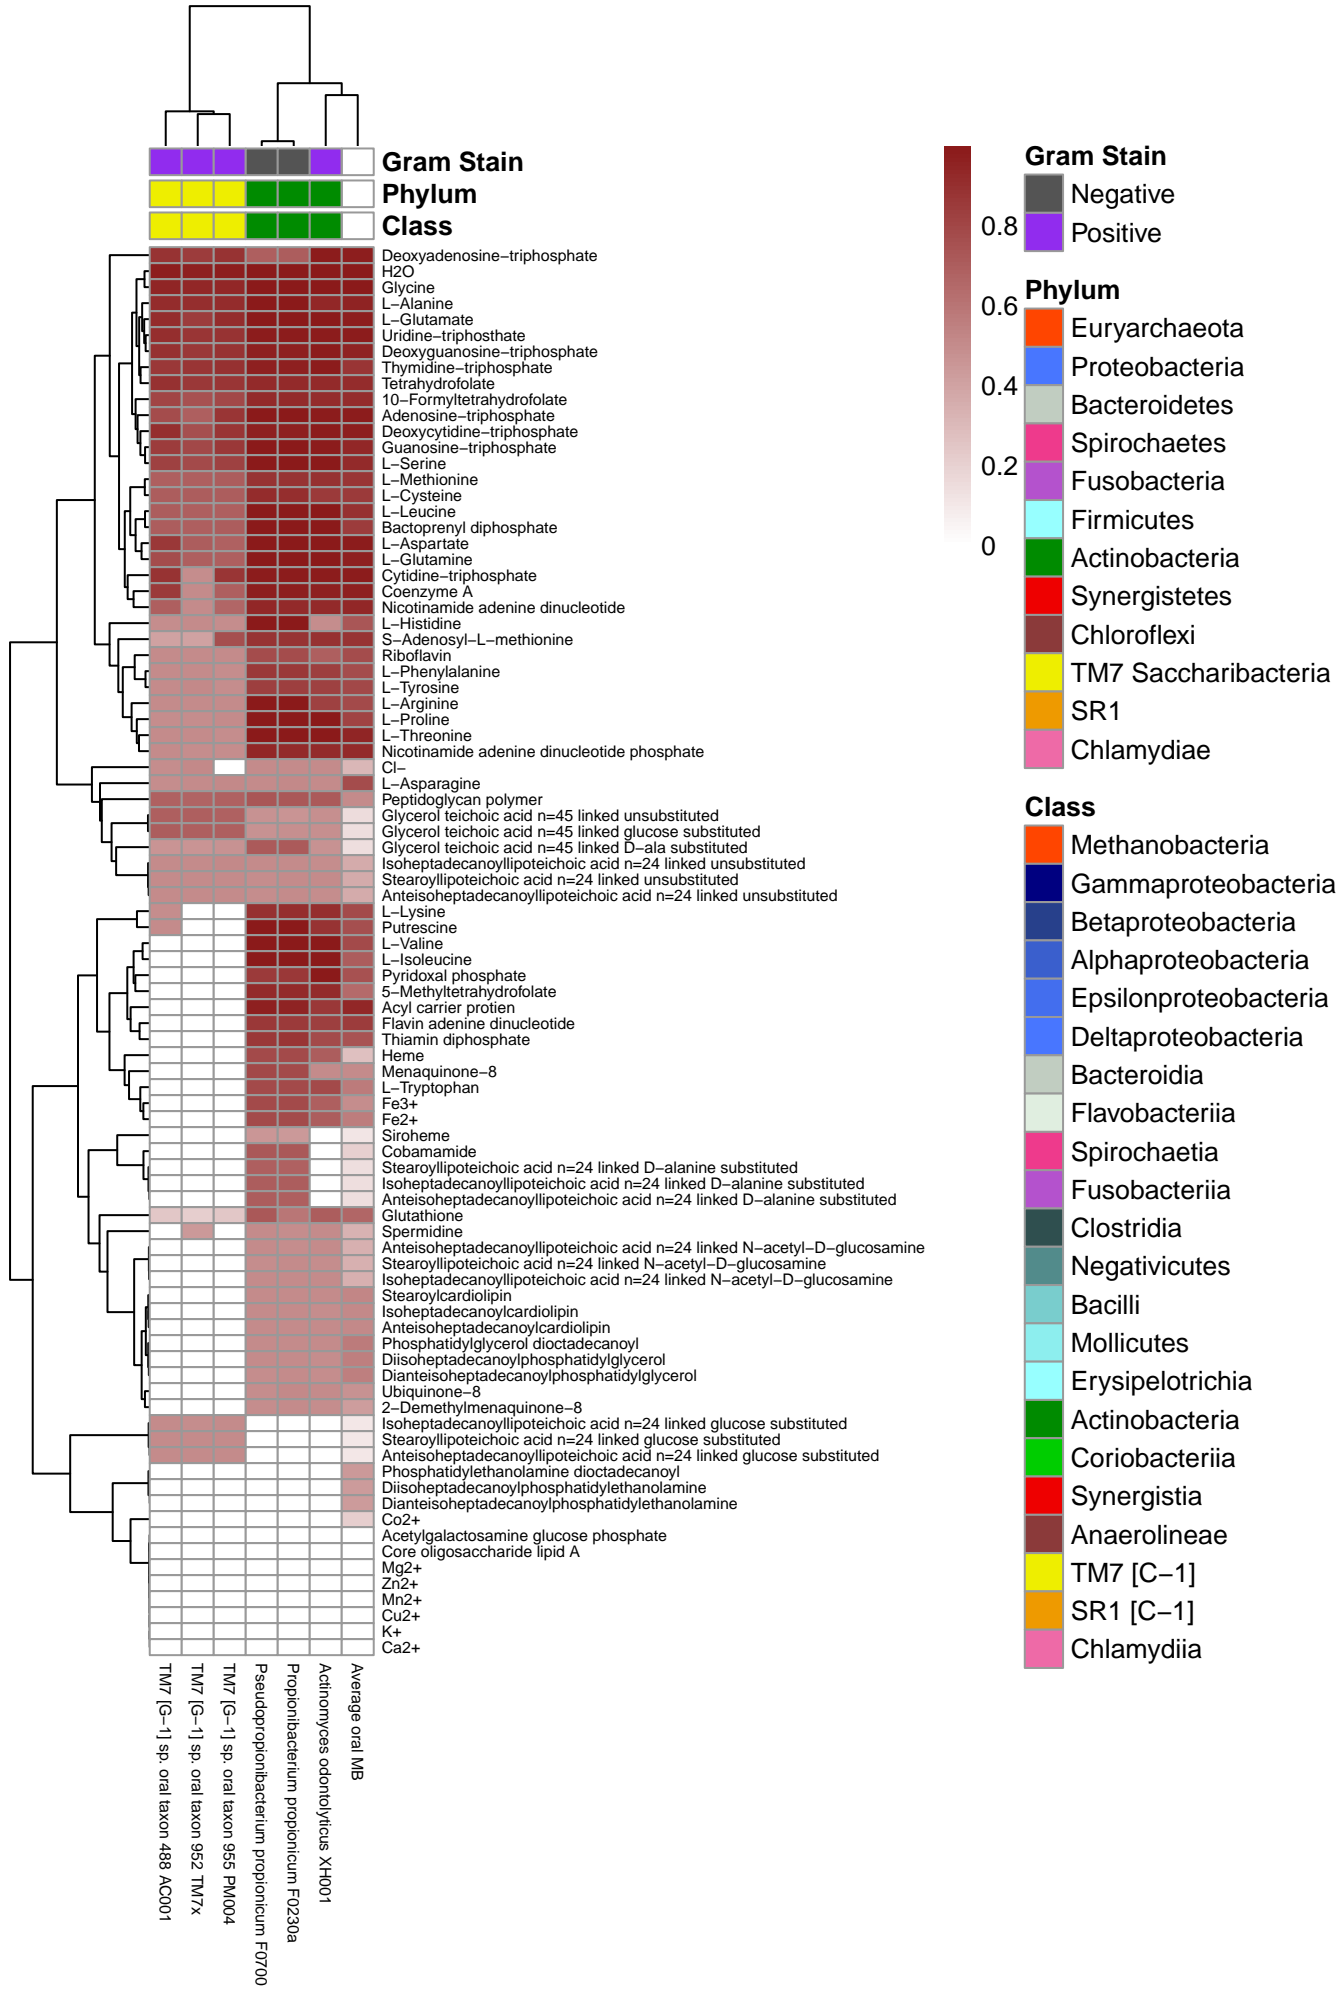 Gram Stain
Phylum
Class
Deoxyadenosine−triphosphate
H2O
Glycine
L−Alanine
L−Glutamate
Uridine−triphosthate
Deoxyguanosine−triphosphate
Thymidine−triphosphate
Tetrahydrofolate
10−Formyltetrahydrofolate
Adenosine−triphosphate
Deoxycytidine−triphosphate
Guanosine−triphosphate
L−Serine
L−Methionine
L−Cysteine
L−Leucine
Bactoprenyl diphosphate
L−Aspartate
L−Glutamine
Cytidine−triphosphate
Coenzyme A
Nicotinamide adenine dinucleotide
L−Histidine
S−Adenosyl−L−methionine
Riboflavin
L−Phenylalanine
L−Tyrosine
L−Arginine
L−Proline
L−Threonine
Nicotinamide adenine dinucleotide phosphate
Cl−
L−Asparagine
Peptidoglycan polymer
Glycerol teichoic acid n=45 linked unsubstituted
Glycerol teichoic acid n=45 linked glucose substituted
Glycerol teichoic acid n=45 linked D−ala substituted
Isoheptadecanoyllipoteichoic acid n=24 linked unsubstituted
Stearoyllipoteichoic acid n=24 linked unsubstituted
Anteisoheptadecanoyllipoteichoic acid n=24 linked unsubstituted
L−Lysine
Putrescine
L−Valine
L−Isoleucine
Pyridoxal phosphate
5−Methyltetrahydrofolate
Acyl carrier protien
Flavin adenine dinucleotide
Thiamin diphosphate
Heme
Menaquinone−8
L−Tryptophan
Fe3+
Fe2+
Siroheme
Cobamamide
Stearoyllipoteichoic acid n=24 linked D−alanine substituted
Isoheptadecanoyllipoteichoic acid n=24 linked D−alanine substituted
Anteisoheptadecanoyllipoteichoic acid n=24 linked D−alanine substituted
Glutathione
Spermidine
Anteisoheptadecanoyllipoteichoic acid n=24 linked N−acetyl−D−glucosamine
Stearoyllipoteichoic acid n=24 linked N−acetyl−D−glucosamine
Isoheptadecanoyllipoteichoic acid n=24 linked N−acetyl−D−glucosamine
Stearoylcardiolipin
Isoheptadecanoylcardiolipin
Anteisoheptadecanoylcardiolipin
Phosphatidylglycerol dioctadecanoyl
Diisoheptadecanoylphosphatidylglycerol
Dianteisoheptadecanoylphosphatidylglycerol
Ubiquinone−8
2−Demethylmenaquinone−8
Isoheptadecanoyllipoteichoic acid n=24 linked glucose substituted
Stearoyllipoteichoic acid n=24 linked glucose substituted
Anteisoheptadecanoyllipoteichoic acid n=24 linked glucose substituted
Phosphatidylethanolamine dioctadecanoyl
Diisoheptadecanoylphosphatidylethanolamine
Dianteisoheptadecanoylphosphatidylethanolamine
Co2+
Acetylgalactosamine glucose phosphate
Core oligosaccharide lipid A
Mg2+
Zn2+
Mn2+
Cu2+
K+
Ca2+
TM7 [G−1] sp. oral taxon 488 AC001
TM7 [G−1] sp. oral taxon 952 TM7x
TM7 [G−1] sp. oral taxon 955 PM004
Pseudopropionibacterium propionicum F0700
Propionibacterium propionicum F0230a
Actinomyces odontolyticus XH001
Average oral MB
0.8
0.6
0.4
0.2
0
Gram Stain
Negative
Positive
Phylum
Euryarchaeota
Proteobacteria
Bacteroidetes
Spirochaetes
Fusobacteria
Firmicutes
Actinobacteria
Synergistetes
Chloroflexi
TM7 Saccharibacteria
SR1
Chlamydiae
Class
Methanobacteria
Gammaproteobacteria
Betaproteobacteria
Alphaproteobacteria
Epsilonproteobacteria
Deltaproteobacteria
Bacteroidia
Flavobacteriia
Spirochaetia
Fusobacteriia
Clostridia
Negativicutes
Bacilli
Mollicutes
Erysipelotrichia
Actinobacteria
Coriobacteriia
Synergistia
Anaerolineae
TM7 [C−1]
SR1 [C−1]
Chlamydiia